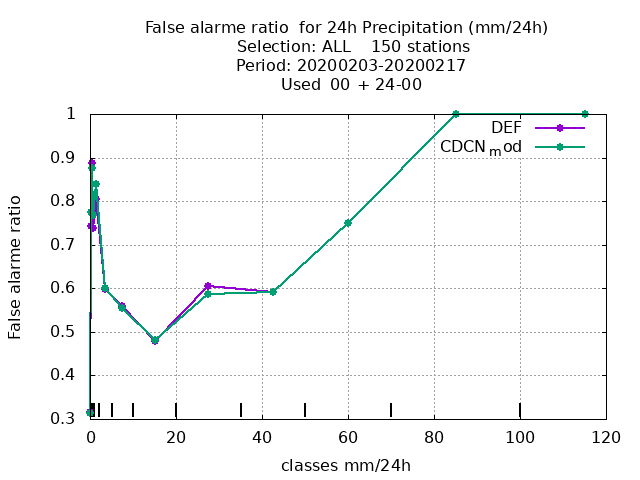 False alarme ratio  for 24h Precipitation (mm/24h)
Selection: ALL    150 stations
Period: 20200203-20200217
Used  00 + 24-00
DEF
CDCN_mod
False alarme ratio
1
0.9
0.8
0.7
0.6
0.5
0.4
0.3
0 20 40 60 80 100 120
classes mm/24h